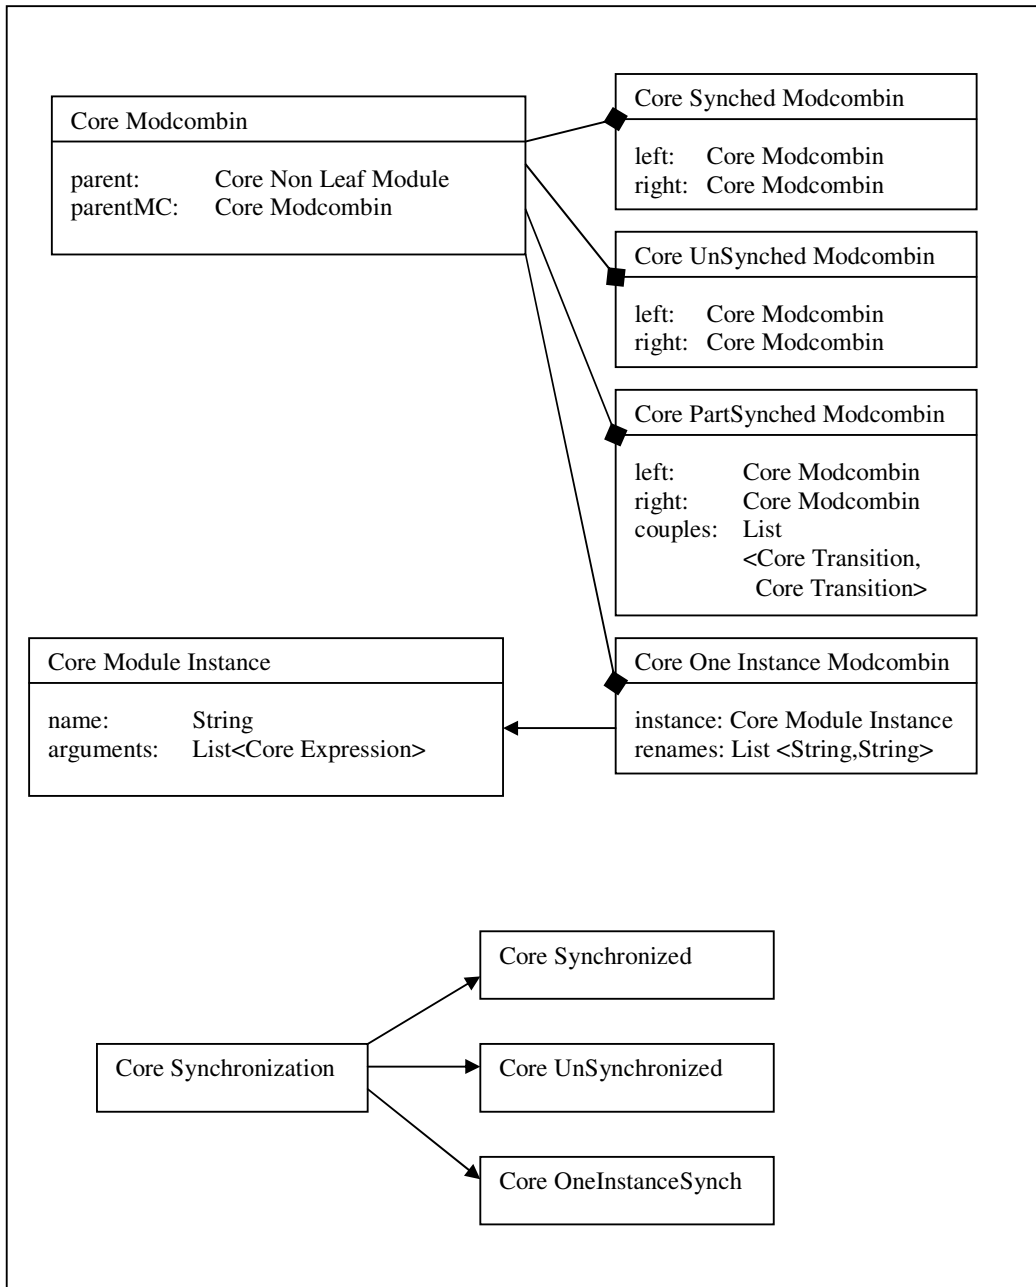 Core Modcombin
parent: Core Non Leaf Module
parentMC: Core Modcombin
Core Synched Modcombin
left: Core Modcombin
right: Core Modcombin
Core UnSynched Modcombin
left: Core Modcombin
right: Core Modcombin
Core PartSynched Modcombin
left: Core Modcombin
right: Core Modcombin
couples: List
<Core Transition,
Core Transition>
Core Module Instance
name: String
arguments: List<Core Expression>
Core One Instance Modcombin
instance: Core Module Instance
renames: List <String,String>
Core Synchronized
Core Synchronization
Core UnSynchronized
Core OneInstanceSynch